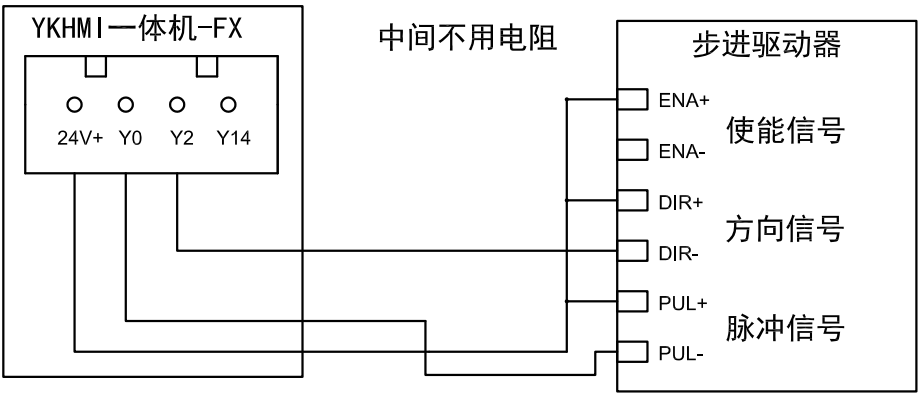 YKHMI一体机-FX
24V+ Y0 Y2 Y14
中间不用电阻
步进驱动器
ENA+
使能信号
ENA-
DIR+
方向信号
DIR-
PUL+
脉冲信号
PUL-